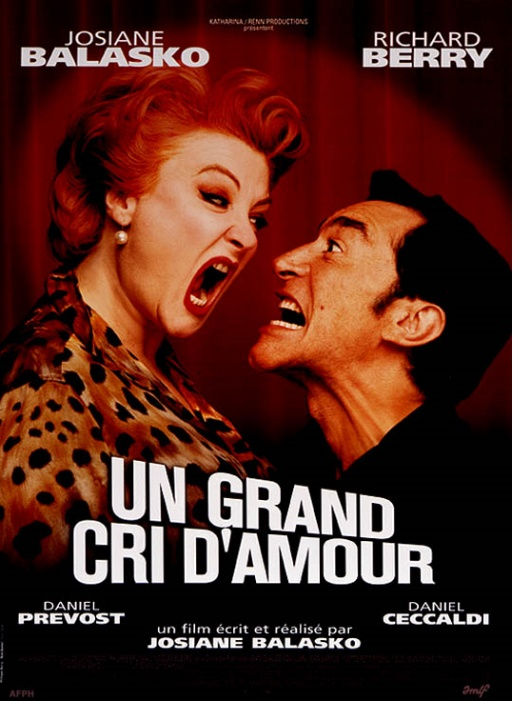 KATHARINA / RENN PRODUCTIONS
présentent
JOSIANE
BALASKO
RICHARD
BERRY
UN GRAND
CRI D'AMOUR
DANIEL
PREVOST
DANIEL
CECCALDI
un film écrit et réalisé par
JOSIANE BALASKO
AFPH